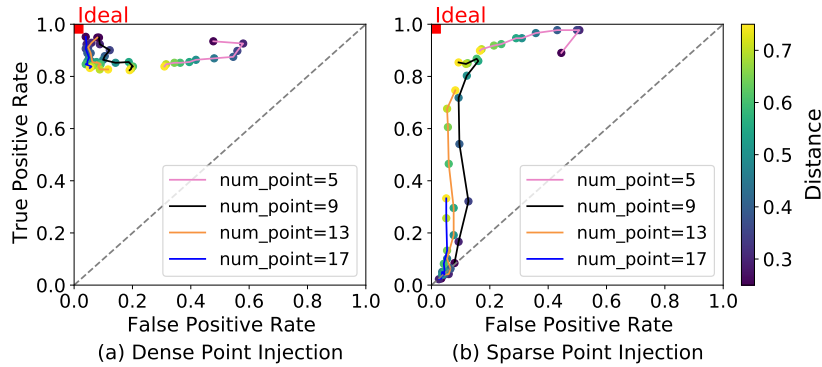 Ideal
1.0
0.8
0.6
0.4
0.2
0.0
True Positive Rate
num_point=5
num_point=9
num_point=13
num_point=17
0.0 0.2 0.4 0.6 0.8 1.0
False Positive Rate
(a) Dense Point Injection
Ideal
1.0
0.8
0.6
0.4
0.2
0.0
num_point=5
num_point=9
num_point=13
num_point=17
0.0 0.2 0.4 0.6 0.8 1.0
False Positive Rate
(b) Sparse Point Injection
0.7
0.6
0.5
0.4
0.3
Distance